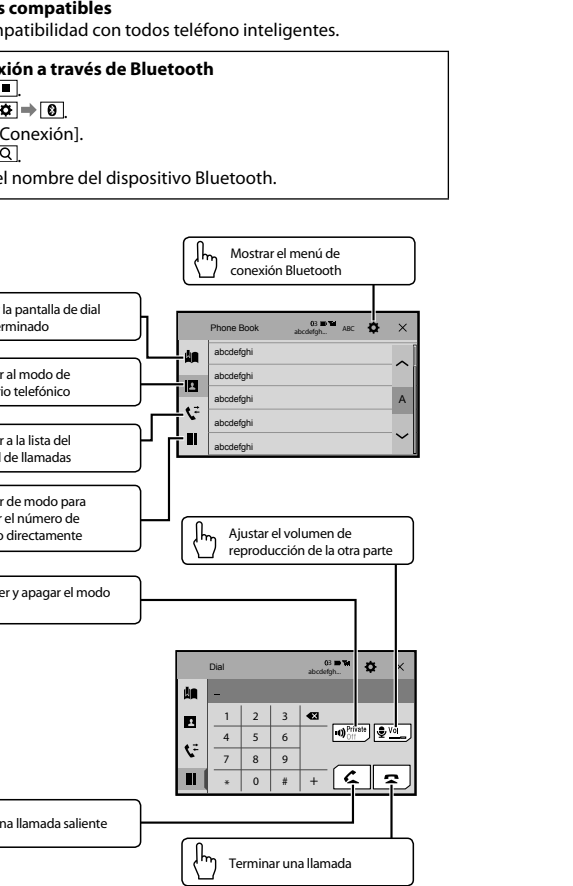 s compatibles
mpatibilidad con todos teléfono inteligentes.
xión a través de Bluetooth
.
.
Conexión].
.
el nombre del dispositivo Bluetooth.
Mostrar el menú de
conexión Bluetooth
la pantalla de dial
erminado
r al modo de
io telefónico
r a la lista del
l de llamadas
r de modo para
r el número de
o directamente
Phone Book
03
abcdefgh...
ABC
abcdefghi
abcdefghi
abcdefghi
abcdefghi
abcdefghi
A
Ajustar el volumen de
reproducción de la otra parte
er y apagar el modo
Dial
03
abcdefgh...
–
1 2 3
4 5 6
7 8 9
* 0 # +
Private
Off
Vol
na llamada saliente
Terminar una llamada